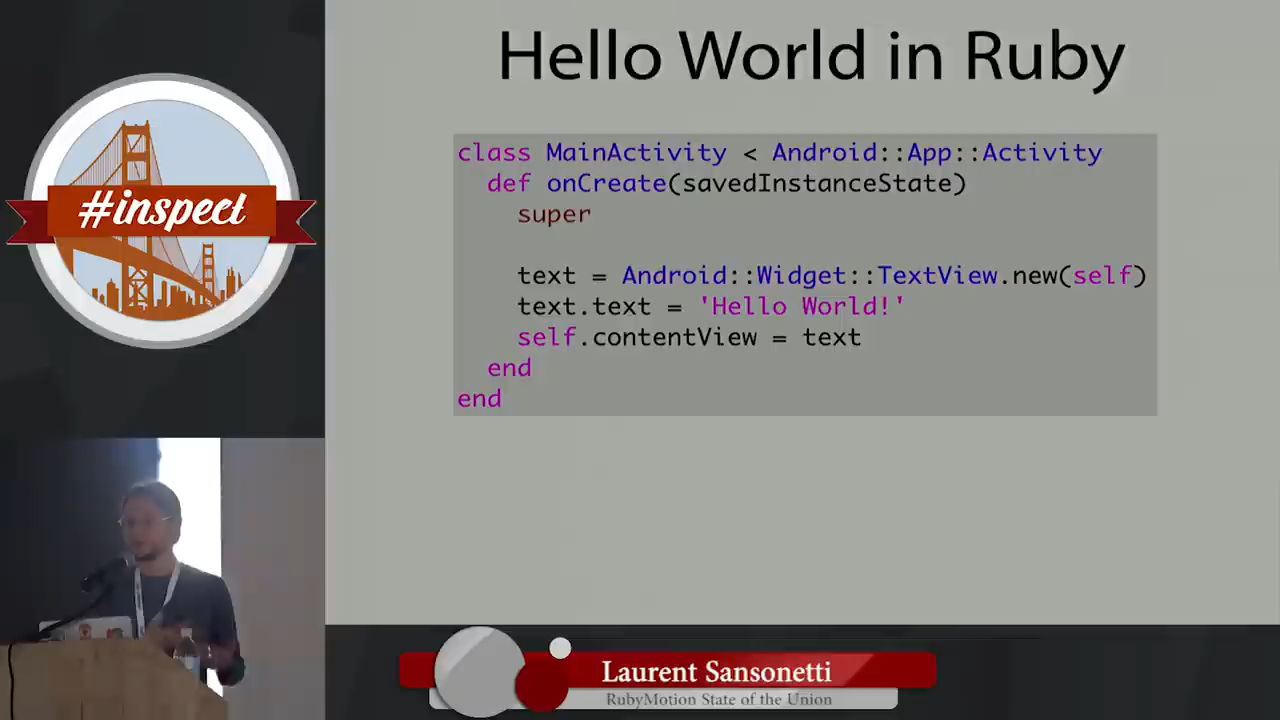 Hello World in Ruby
#inspect
class MainActivity < Android::App::Activity
def onCreate(savedInstanceState)
super
text = Android::Widget::TextView.new(self)
text.text = 'Hello World!'
self.contentView = text
end
end
Laurent Sansonetti
RubyMotion State of the Union